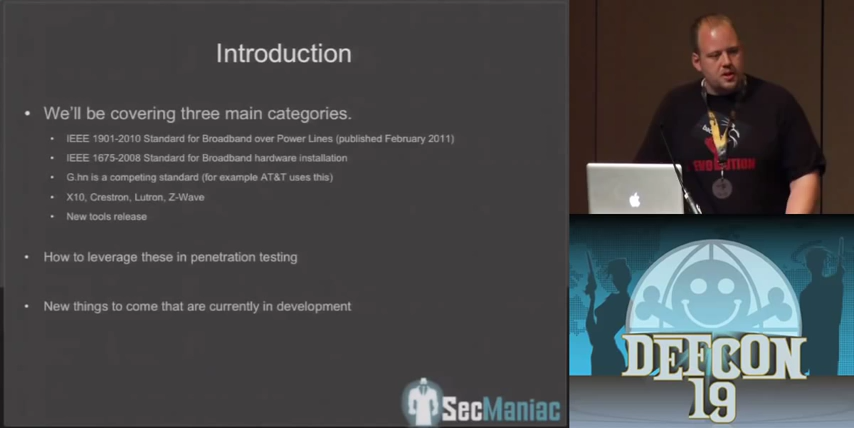 Introduction
We'll be covering three main categories.
IEEE 1901-2010 Standard for Broadband over Power Lines (published February 2011)
IEEE 1675-2008 Standard for Broadband hardware installation
G.hn is a competing standard (for example AT&T uses this)
X10, Crestron, Lutron, Z-Wave
New tools release
How to leverage these in penetration testing
New things to come that are currently in development
SecManiac
DEFCON
19